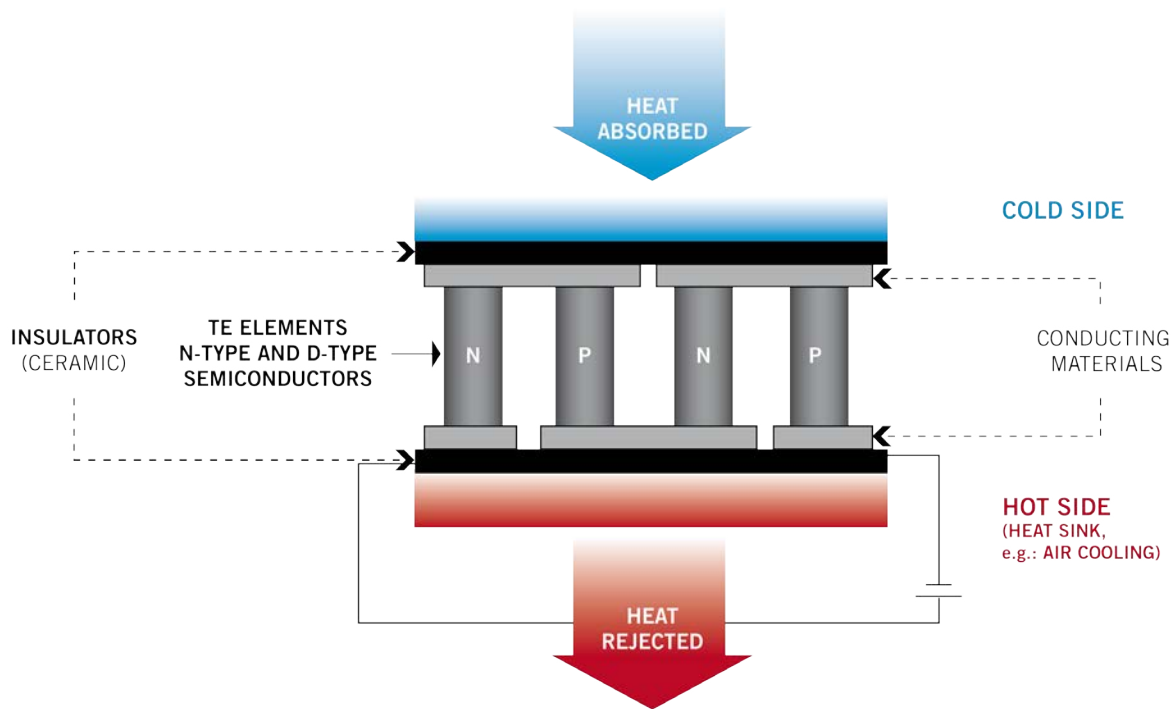 HEAT
ABSORBED
COLD SIDE
INSULATORS
(CERAMIC)
TE ELEMENTS
N-TYPE AND D-TYPE
SEMICONDUCTORS
N
P
N
P
CONDUCTING
MATERIALS
HOT SIDE
(HEAT SINK,
e.g.: AIR COOLING)
HEAT
REJECTED